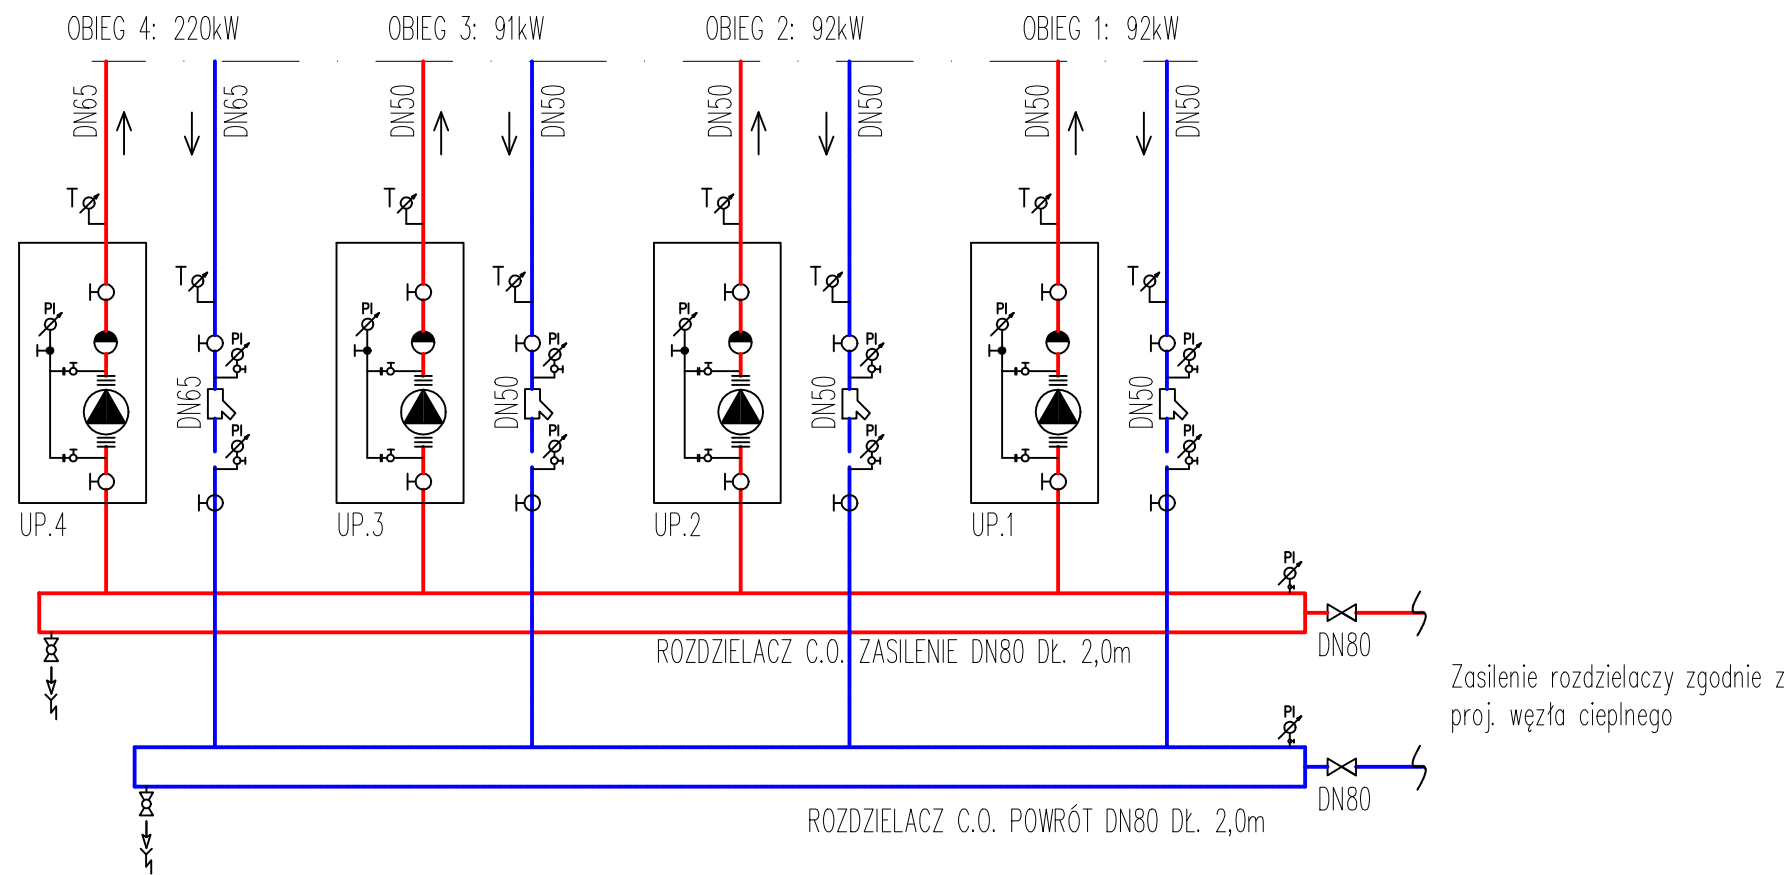 OBIEG 4: 220kW
OBIEG 3: 91kW
OBIEG 2: 92kW
OBIEG 1: 92kW
DN65
DN65
DN50
DN50
DN50
DN50
DN50
DN50
T
T
T
T
T
T
T
T
PI
PI
PI
PI
PI
PI
PI
PI
DN65
DN50
DN50
DN50
PI
PI
PI
PI
UP.4
UP.3
UP.2
UP.1
PI
ROZDZIELACZ C.O. ZASILENIE DN80 DŁ. 2,0m
DN80
Zasilenie rozdzielaczy zgodnie z
proj. węzła cieplnego
PI
DN80
ROZDZIELACZ C.O. POWRÓT DN80 DŁ. 2,0m